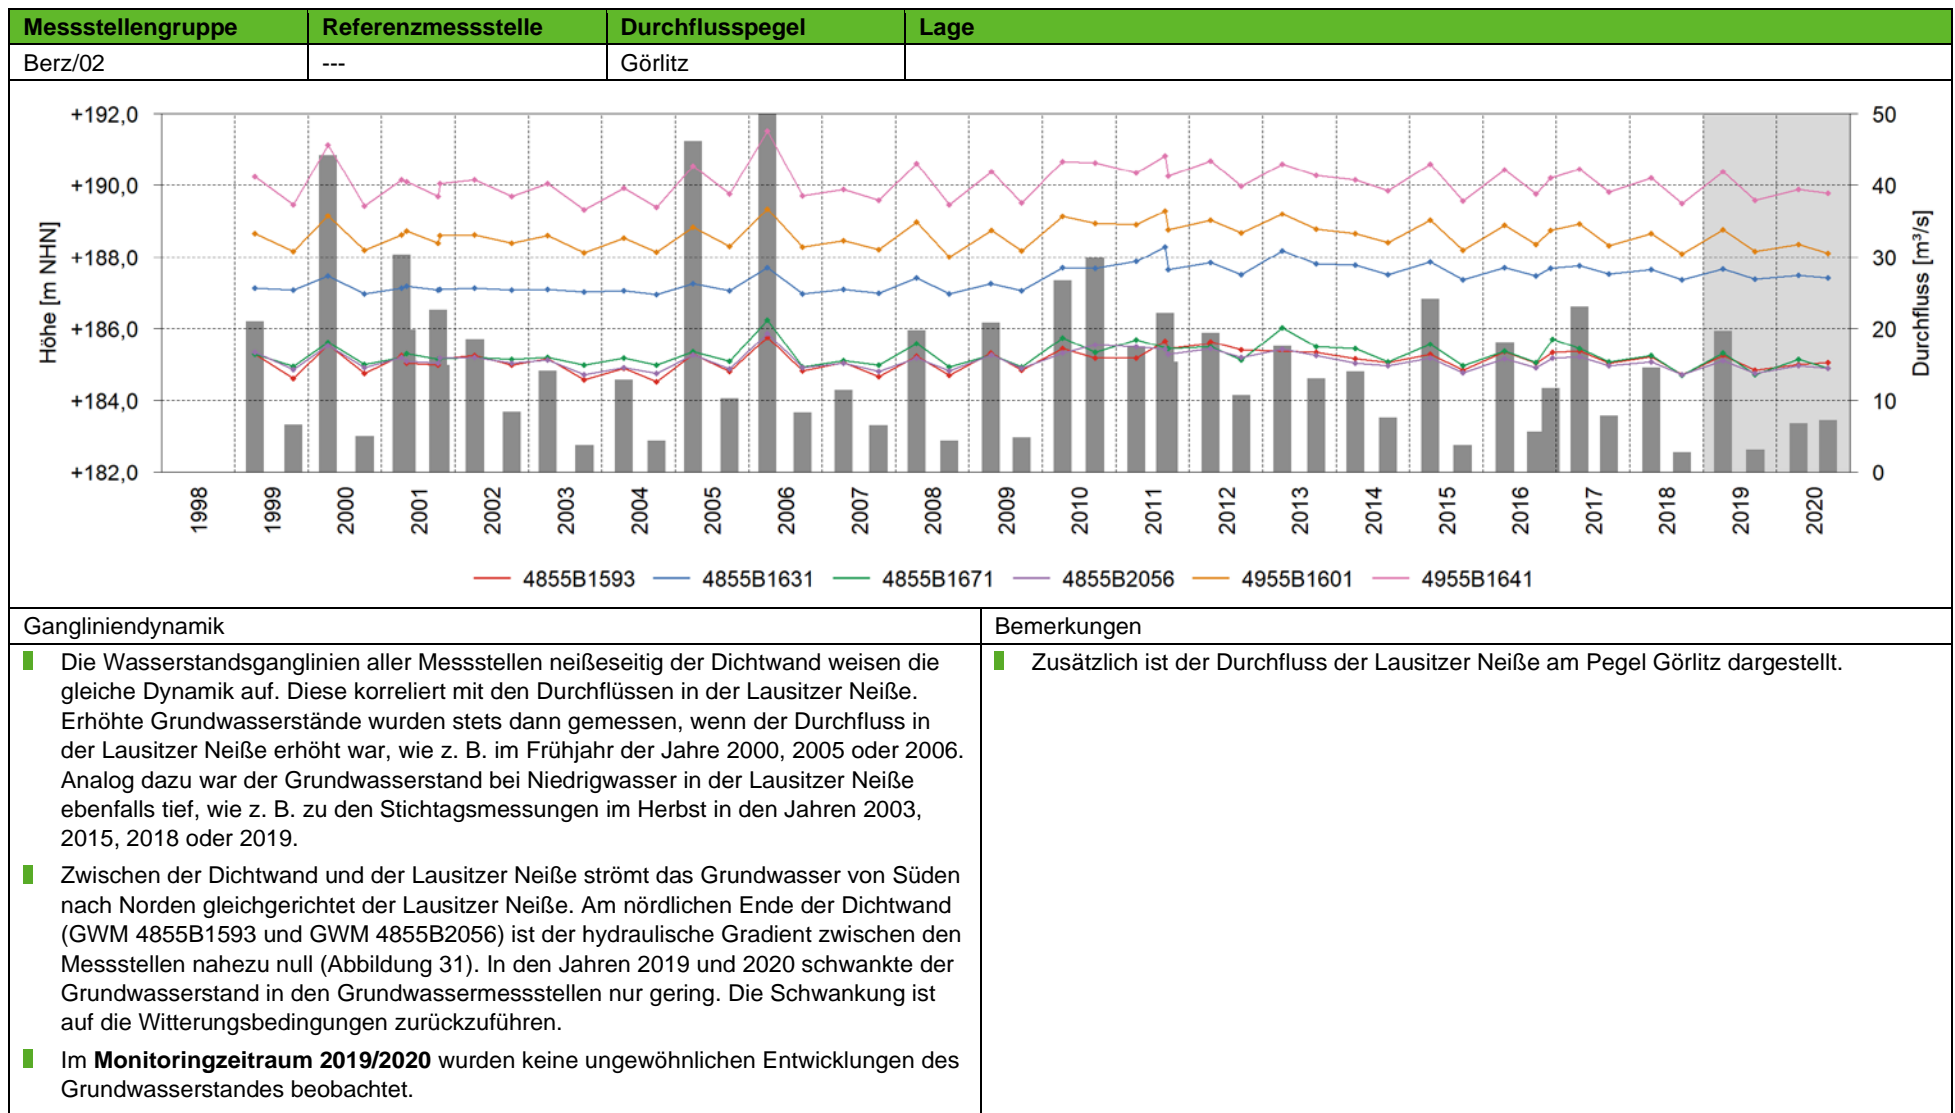 Messstellengruppe Referenzmessstelle Durchflusspegel Lage
Berz/02 --- Görlitz
+192,0 50
+190,0 40
+188,0 30
+186,0 20
+184,0 10
+182,0 0
Höhe [m NHN]
Durchfluss [m³/s]
1998 1999 2000 2001 2002 2003 2004 2005 2006 2007 2008 2009 2010 2011 2012 2013 2014 2015 2016 2017 2018 2019 2020
4855B1593 4855B1631 4855B1671 4855B2056 4955B1601 4955B1641
Gangliniendynamik
Die Wasserstandsganglinien aller Messstellen neißeseitig der Dichtwand weisen die
gleiche Dynamik auf. Diese korreliert mit den Durchflüssen in der Lausitzer Neiße.
Erhöhte Grundwasserstände wurden stets dann gemessen, wenn der Durchfluss in
der Lausitzer Neiße erhöht war, wie z. B. im Frühjahr der Jahre 2000, 2005 oder 2006.
Analog dazu war der Grundwasserstand bei Niedrigwasser in der Lausitzer Neiße
ebenfalls tief, wie z. B. zu den Stichtagsmessungen im Herbst in den Jahren 2003,
2015, 2018 oder 2019.
Zwischen der Dichtwand und der Lausitzer Neiße strömt das Grundwasser von Süden
nach Norden gleichgerichtet der Lausitzer Neiße. Am nördlichen Ende der Dichtwand
(GWM 4855B1593 und GWM 4855B2056) ist der hydraulische Gradient zwischen den
Messstellen nahezu null (Abbildung 31). In den Jahren 2019 und 2020 schwankte der
Grundwasserstand in den Grundwassermessstellen nur gering. Die Schwankung ist
auf die Witterungsbedingungen zurückzuführen.
Im Monitoringzeitraum 2019/2020 wurden keine ungewöhnlichen Entwicklungen des
Grundwasserstandes beobachtet.
Bemerkungen
Zusätzlich ist der Durchfluss der Lausitzer Neiße am Pegel Görlitz dargestellt.